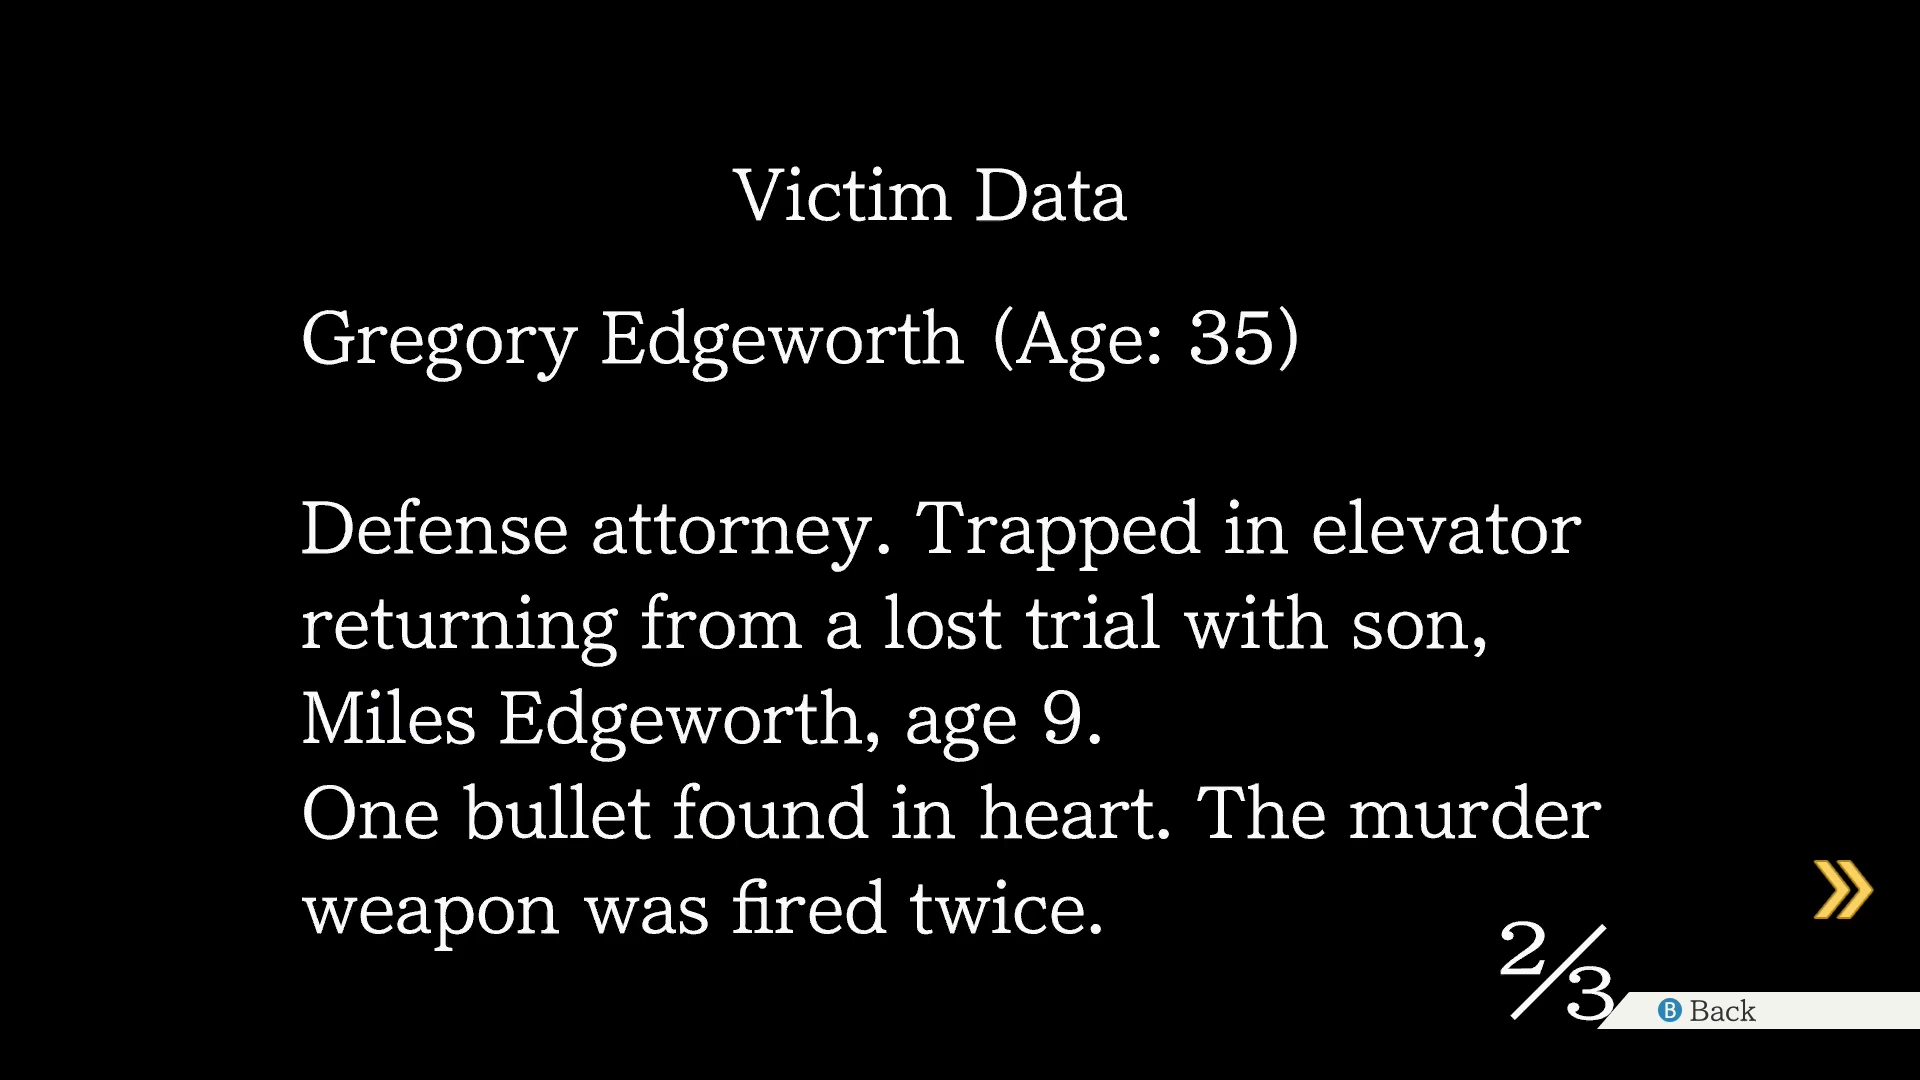 Victim Data
Gregory Edgeworth (Age: 35)
Defense attorney. Trapped in elevator
returning from a lost trial with son,
Miles Edgeworth, age 9.
One bullet found in heart. The murder
weapon was fired twice.
2/3
B Back